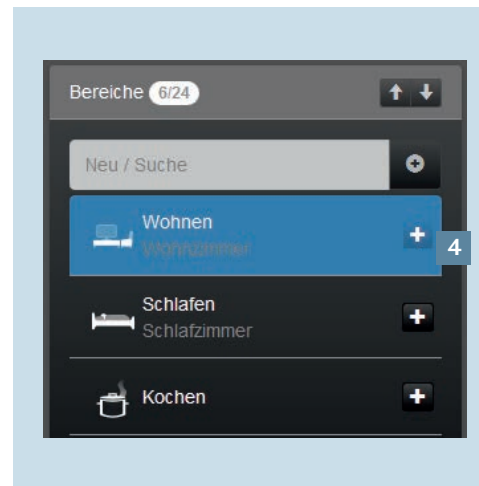 Bereiche 6/24
Neu / Suche
Wohnen
Wohnzimmer
4
Schlafen
Schlafzimmer
Kochen